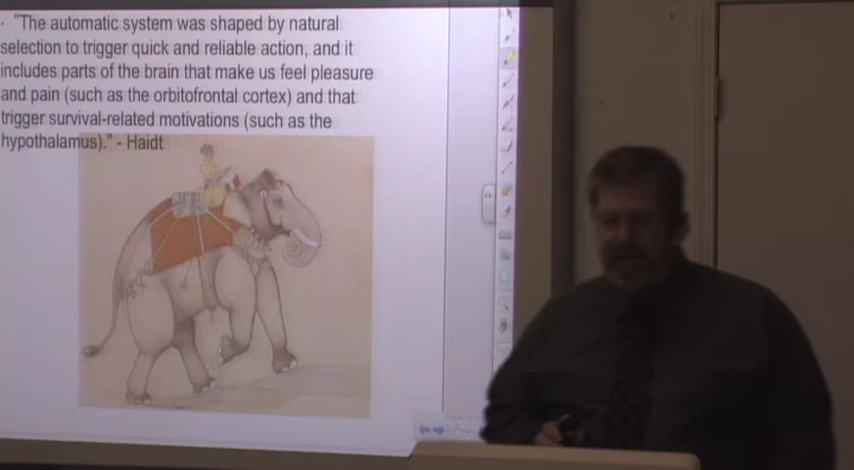 · "The automatic system was shaped by natural
selection to trigger quick and reliable action, and it
includes parts of the brain that make us feel pleasure
and pain (such as the orbitofrontal cortex) and that
trigger survival-related motivations (such as the
hypothalamus)." - Haidt